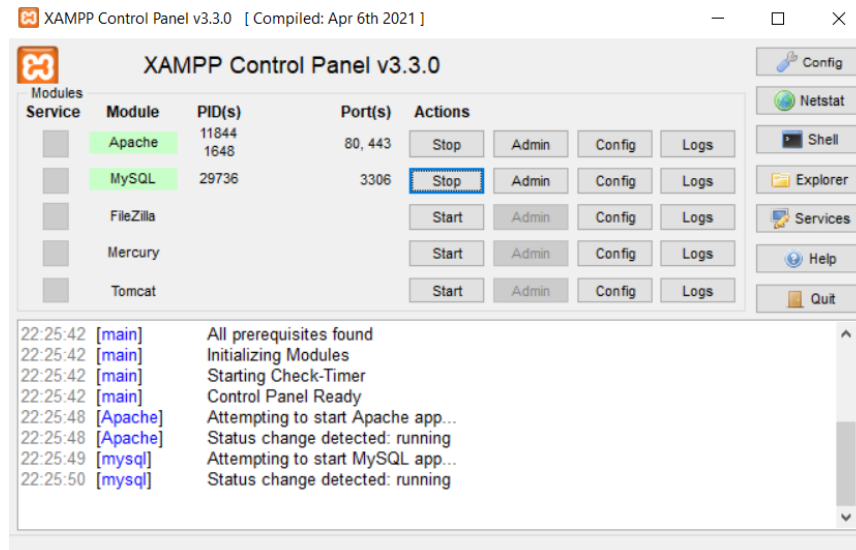 XAMPP Control Panel v3.3.0 [ Compiled: Apr 6th 2021 ]
XAMPP Control Panel v3.3.0
Config
Modules
Service Module PID(s) Port(s) Actions
Netstat
Apache 11844 1648 80, 443 Stop Admin Config Logs
Shell
MySQL 29736 3306 Stop Admin Config Logs
Explorer
FileZilla Start Admin Config Logs
Services
Mercury Start Admin Config Logs
Help
Tomcat Start Admin Config Logs
Quit
22:25:42 [main] All prerequisites found
22:25:42 [main] Initializing Modules
22:25:42 [main] Starting Check-Timer
22:25:42 [main] Control Panel Ready
22:25:48 [Apache] Attempting to start Apache app...
22:25:48 [Apache] Status change detected: running
22:25:49 [mysql] Attempting to start MySQL app...
22:25:50 [mysql] Status change detected: running